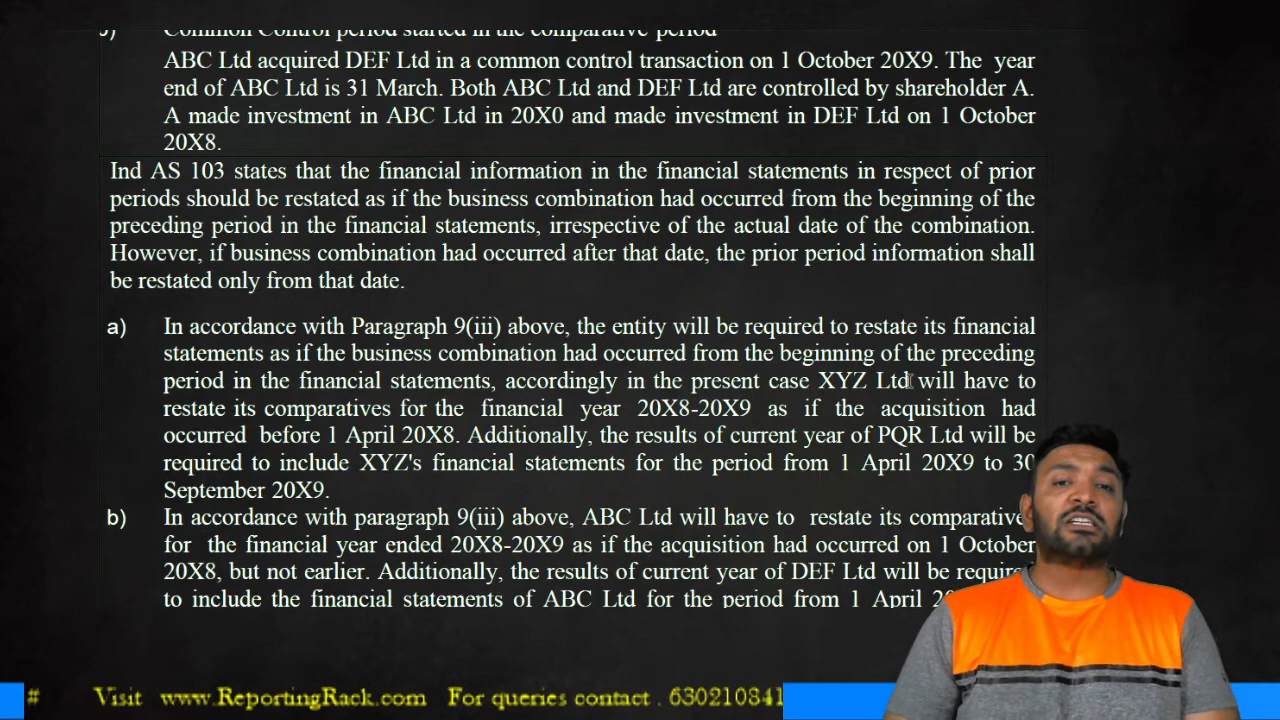 Common Control period started in the comparative period
ABC Ltd acquired DEF Ltd in a common control transaction on 1 October 20X9. The year
end of ABC Ltd is 31 March. Both ABC Ltd and DEF Ltd are controlled by shareholder A.
A made investment in ABC Ltd in 20X0 and made investment in DEF Ltd on 1 October
20X8.
Ind AS 103 states that the financial information in the financial statements in respect of prior
periods should be restated as if the business combination had occurred from the beginning of the
preceding period in the financial statements, irrespective of the actual date of the combination.
However, if business combination had occurred after that date, the prior period information shall
be restated only from that date.
a) In accordance with Paragraph 9(iii) above, the entity will be required to restate its financial
statements as if the business combination had occurred from the beginning of the preceding
period in the financial statements, accordingly in the present case XYZ Ltd will have to
restate its comparatives for the financial year 20X8-20X9 as if the acquisition had
occurred before 1 April 20X8. Additionally, the results of current year of PQR Ltd will be
required to include XYZ's financial statements for the period from 1 April 20X9 to 30
September 20X9.
b) In accordance with paragraph 9(iii) above, ABC Ltd will have to restate its
for the financial year ended 20X8-20X9 as if the acquisition had occurred on 1 October
20X8, but not earlier. Additionally, the results of current year of DEF Ltd will be
to include the financial statements of ABC Ltd for the period from 1 April
# Visit www.ReportingRack.com For queries contact . 630210841